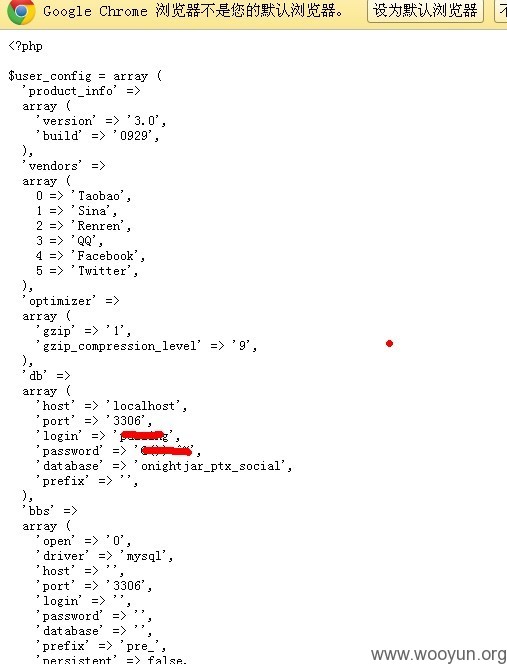 Google Chrome 浏览器不是您的默认浏览器。 设为默认浏览器
<?php
$user_config = array (
'product_info' =>
array (
'version' => '3.0',
'build' => '0929',
),
'vendors' =>
array (
0 => 'Taobao',
1 => 'Sina',
2 => 'Renren',
3 => 'QQ',
4 => 'Facebook',
5 => 'Twitter',
),
'optimizer' =>
array (
'gzip' => '1',
'gzip_compression_level' => '9',
),
'db' =>
array (
'host' => 'localhost',
'port' => '3306',
'login' => '
'password' => '
'database' => 'onightjar_ptx_social',
'prefix' => '',
),
'bbs' =>
array (
'open' => '0',
'driver' => 'mysql',
'host' => '',
'port' => '3306',
'login' => '',
'password' => '',
'database' => '',
'prefix' => 'pre_',
'persistent' => false,
www.wooyun.org